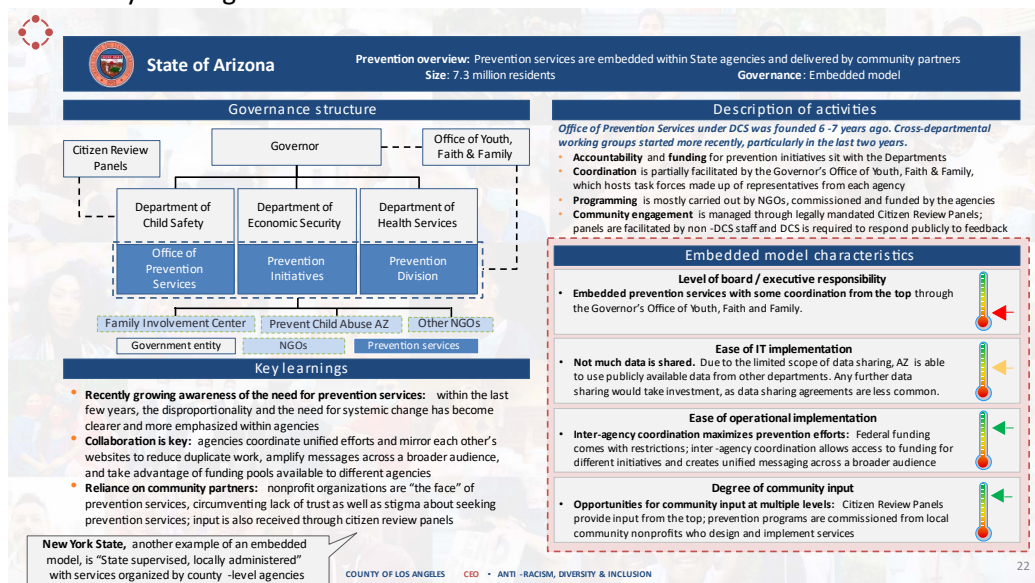 State of Arizona
Prevention overview: Prevention services are embedded within State agencies and delivered by community partners
Size: 7.3 million residents
Governance: Embedded model
Governance structure
Citizen Review
Panels
Governor
Office of Youth,
Faith & Family
Department of
Child Safety
Department of
Economic Security
Department of
Health Services
Office of
Prevention
Services
Prevention
Initiatives
Prevention
Division
Family Involvement Center
Prevent Child Abuse AZ
Other NGOs
Government entity
NGOs
Prevention services
Key learnings
• Recently growing awareness of the need for prevention services: within the last
few years, the disproportionality and the need for systemic change has become
clearer and more emphasized within agencies
• Collaboration is key: agencies coordinate unified efforts and mirror each other's
websites to reduce duplicate work, amplify messages across a broader audience,
and take advantage of funding pools available to different agencies
• Reliance on community partners: nonprofit organizations are "the face" of
prevention services, circumventing lack of trust as well as stigma about seeking
prevention services; input is also received through citizen review panels
New York State, another example of an embedded
model, is "State supervised, locally administered"
with services organized by county -level agencies
Description of activities
Office of Prevention Services under DCS was founded 6 -7 years ago. Cross-departmental
working groups started more recently, particularly in the last two years.
• Accountability and funding for prevention initiatives sit with the Departments
• Coordination is partially facilitated by the Governor's Office of Youth, Faith & Family,
which hosts task forces made up of representatives from each agency
• Programming is mostly carried out by NGOs, commissioned and funded by the agencies
• Community engagement is managed through legally mandated Citizen Review Panels;
panels are facilitated by non -DCS staff and DCS is required to respond publicly to feedback
Embedded model characteristics
Level of board / executive responsibility
• Embedded prevention services with some coordination from the top through
the Governor's Office of Youth, Faith and Family.
Ease of IT implementation
• Not much data is shared. Due to the limited scope of data sharing, AZ is able
to use publicly available data from other departments. Any further data
sharing would take investment, as data sharing agreements are less common.
Ease of operational implementation
• Inter-agency coordination maximizes prevention efforts: Federal funding
comes with restrictions; inter -agency coordination allows access to funding for
different initiatives and creates unified messaging across a broader audience
Degree of community input
• Opportunities for community input at multiple levels: Citizen Review Panels
provide input from the top; prevention programs are commissioned from local
community nonprofits who design and implement services
COUNTY OF LOS ANGELES CEO • ANTI -RACISM, DIVERSITY & INCLUSION
22